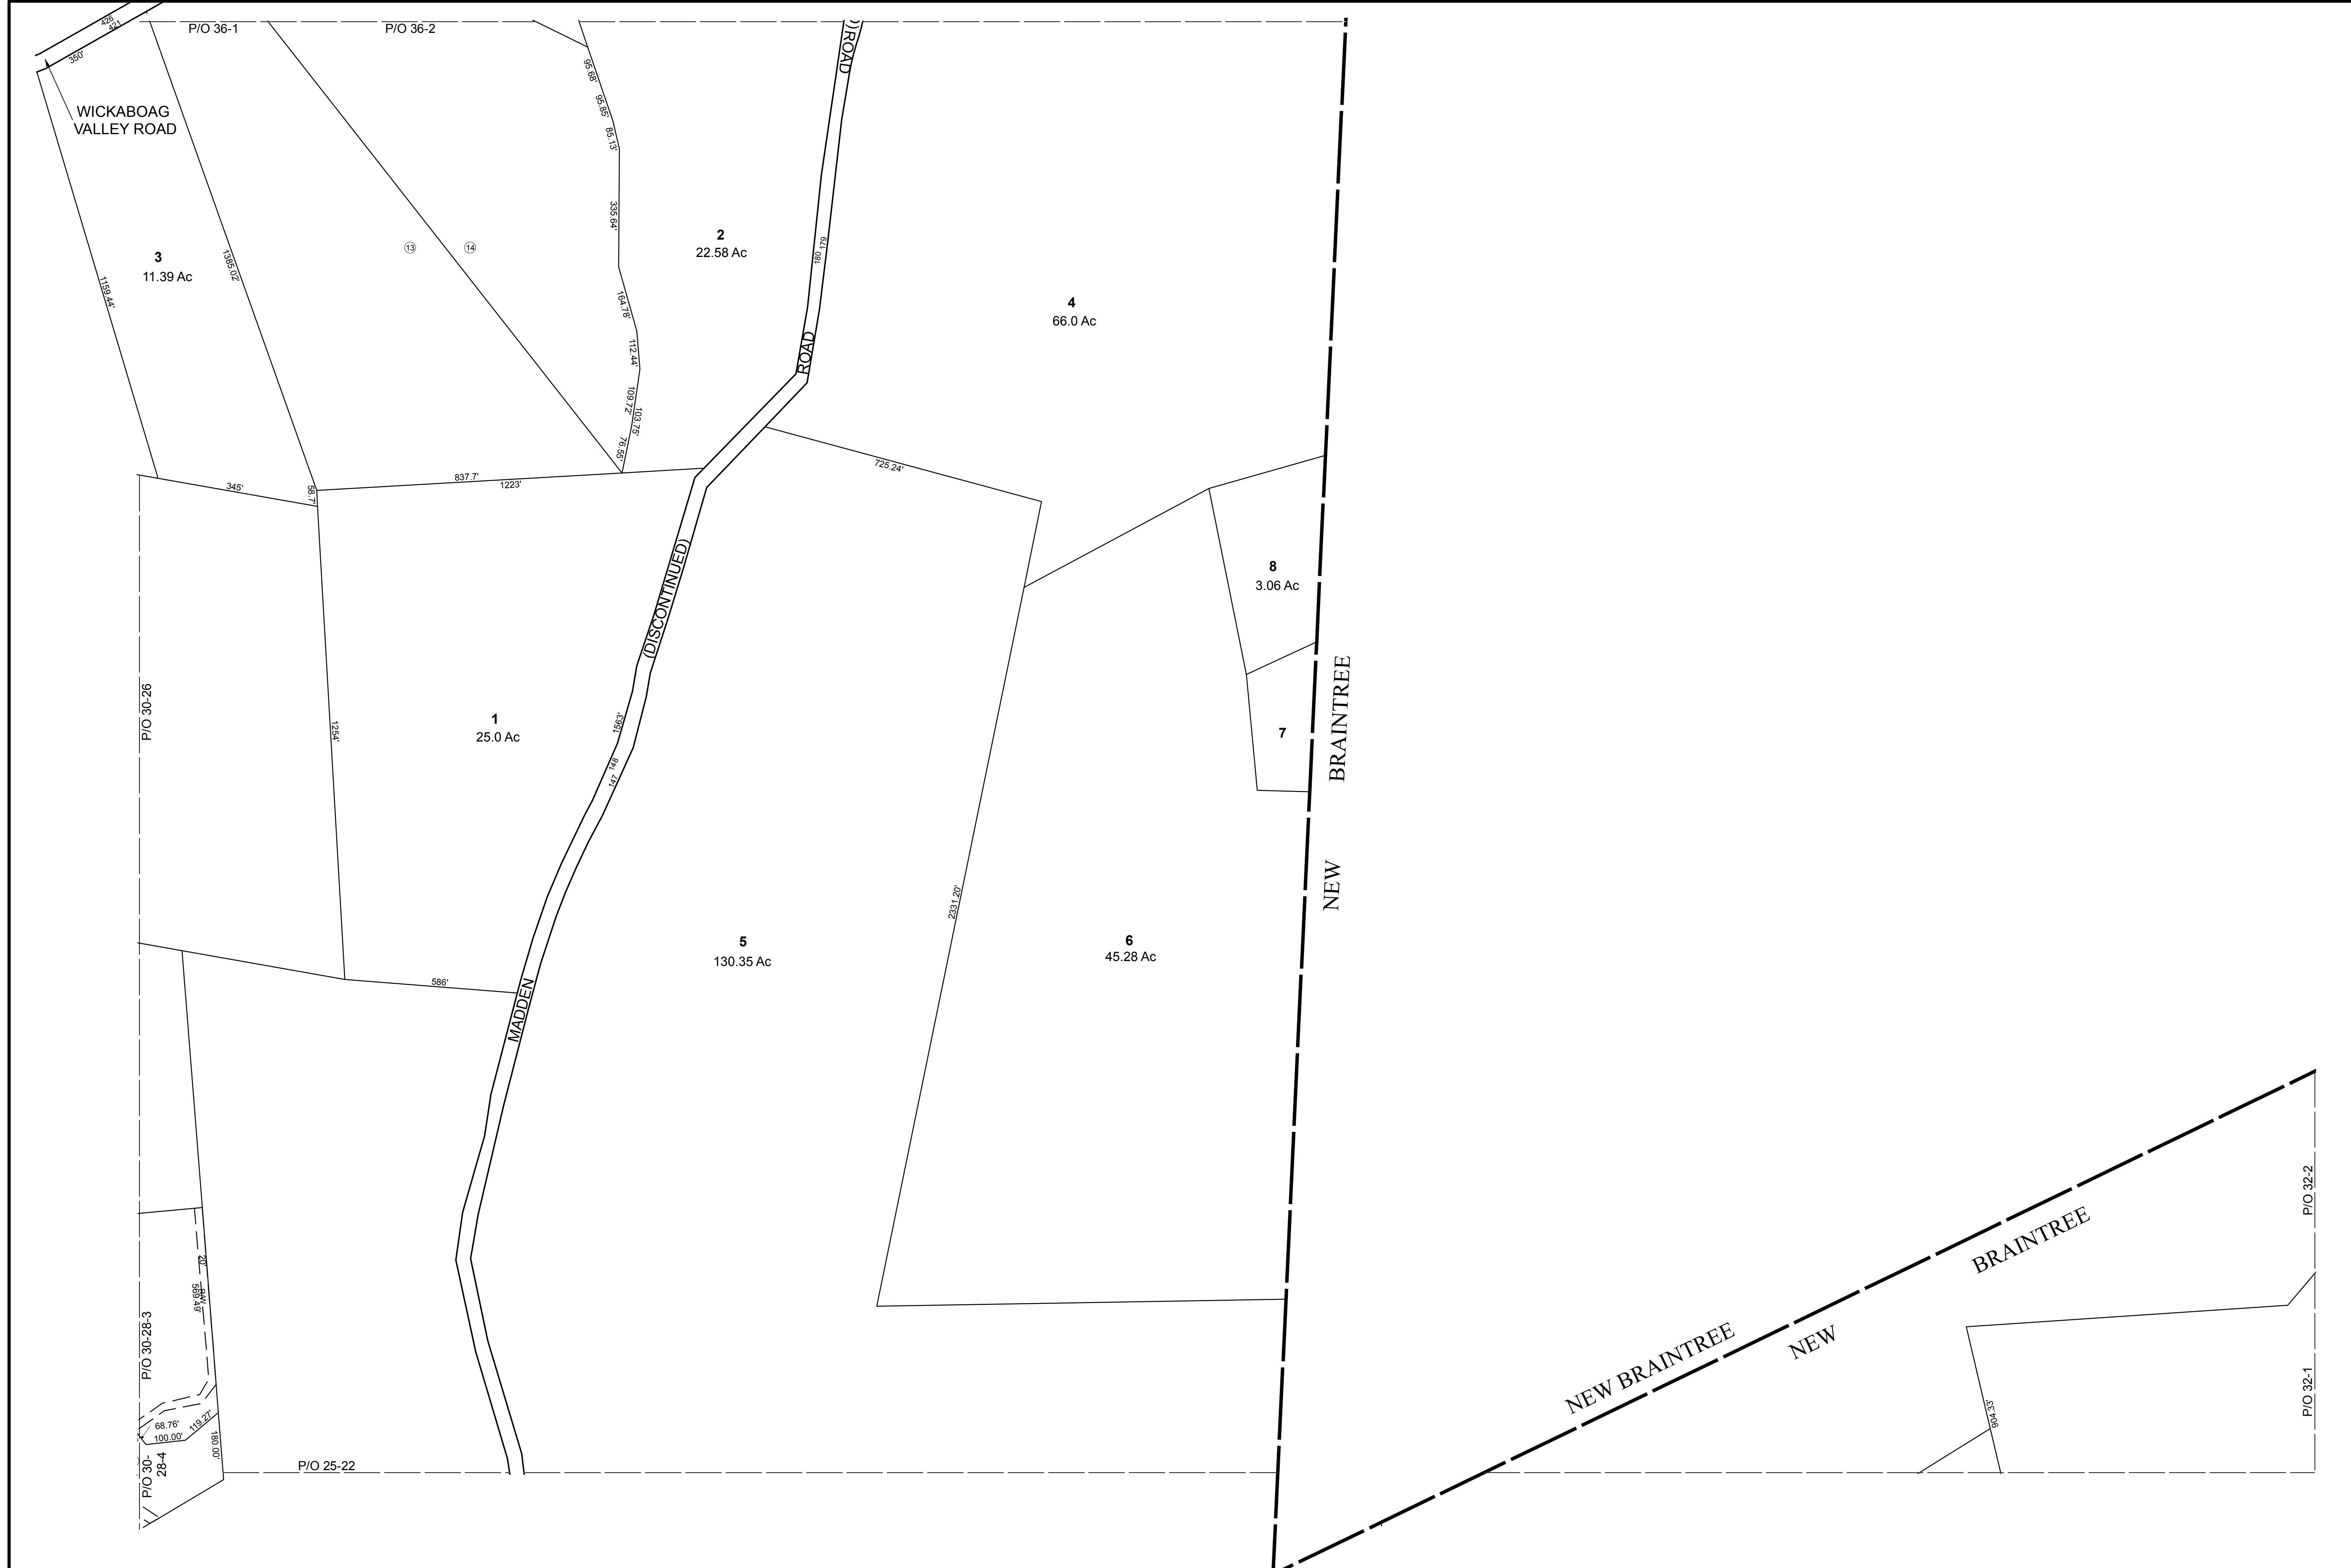 426
421
350'
P/O 36-1
P/O 36-2
)ROAD
WICKABOAG
VALLEY ROAD
95.68'
95.85'
85.13'
335.64'
164.78'
112.44'
109.72'
103.75'
76.55'
3
11.39 Ac
1159.44'
1385.02'
13
14
2
22.58 Ac
180 179
ROAD
4
66.0 Ac
345'
58.7'
837.7'
1223'
725.24'
(DISCONTINUED)
8
3.06 Ac
P/O 30-26
1254'
1
25.0 Ac
1563'
148
147
7
NEW BRAINTREE
5
130.35 Ac
2331.20'
6
45.28 Ac
586'
MADDEN
20'
R/W
569.49'
P/O 30-28-3
68.76'
100.00'
119.27'
180.00'
P/O 30-
28-4
P/O 25-22
NEW BRAINTREE
NEW BRAINTREE
P/O 32-2
P/O 32-1
904.33'